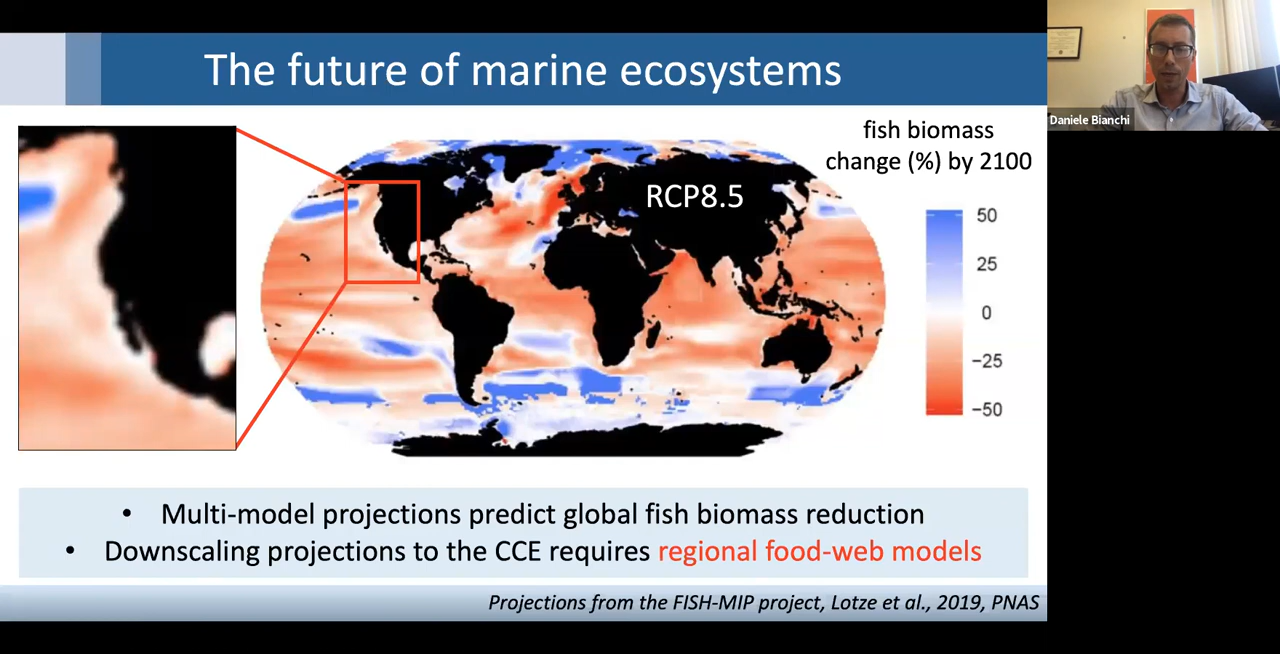 The future of marine ecosystems
Daniele Bianchi
fish biomass
change (%) by 2100
RCP8.5
50
25
0
−25
−50
• Multi-model projections predict global fish biomass reduction
• Downscaling projections to the CCE requires regional food-web models
Projections from the FISH-MIP project, Lotze et al., 2019, PNAS